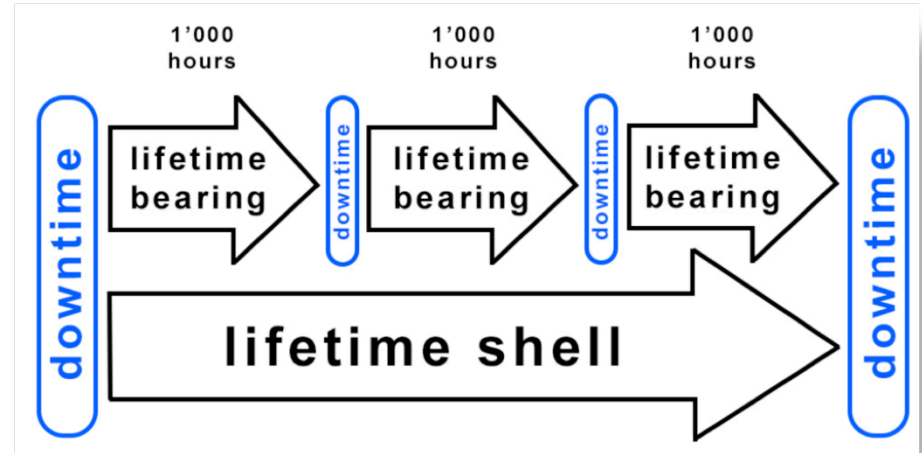 1'000
hours
1'000
hours
1'000
hours
downtime
lifetime
bearing
downtime
lifetime
bearing
downtime
lifetime
bearing
downtime
lifetime shell